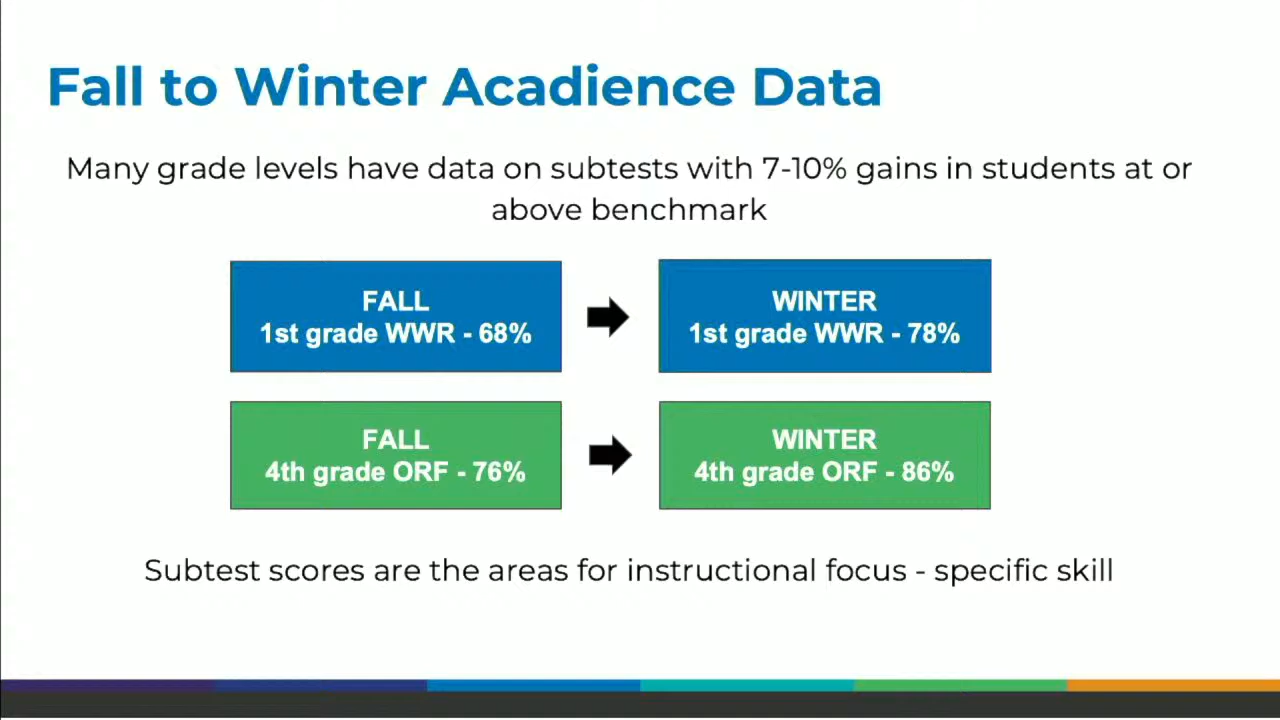 Fall to Winter Acadience Data
Many grade levels have data on subtests with 7-10% gains in students at or
above benchmark
FALL
1st grade WWR - 68%
WINTER
1st grade WWR - 78%
FALL
4th grade ORF - 76%
WINTER
4th grade ORF - 86%
Subtest scores are the areas for instructional focus - specific skill